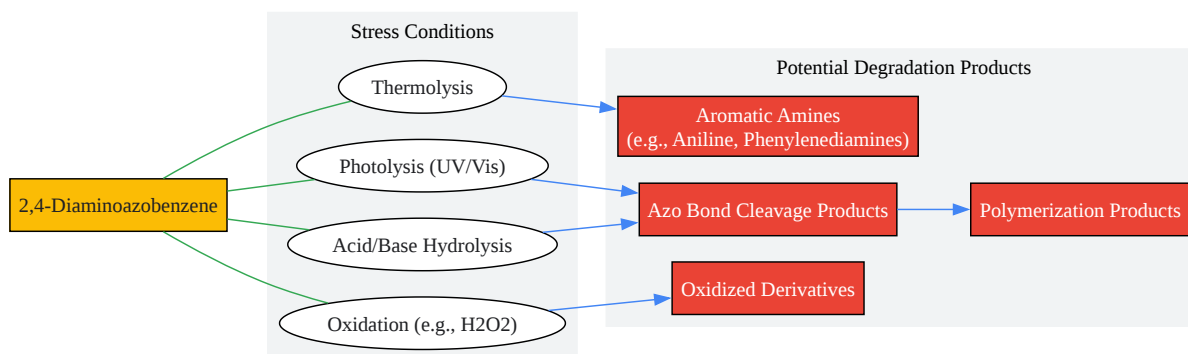 Stress Conditions
Potential Degradation Products
Thermolysis
Aromatic Amines
(e.g., Aniline, Phenylenediamines)
Photolysis (UV/Vis)
2,4-Diaminoazobenzene
Azo Bond Cleavage Products
Polymerization Products
Acid/Base Hydrolysis
Oxidized Derivatives
Oxidation (e.g., H2O2)